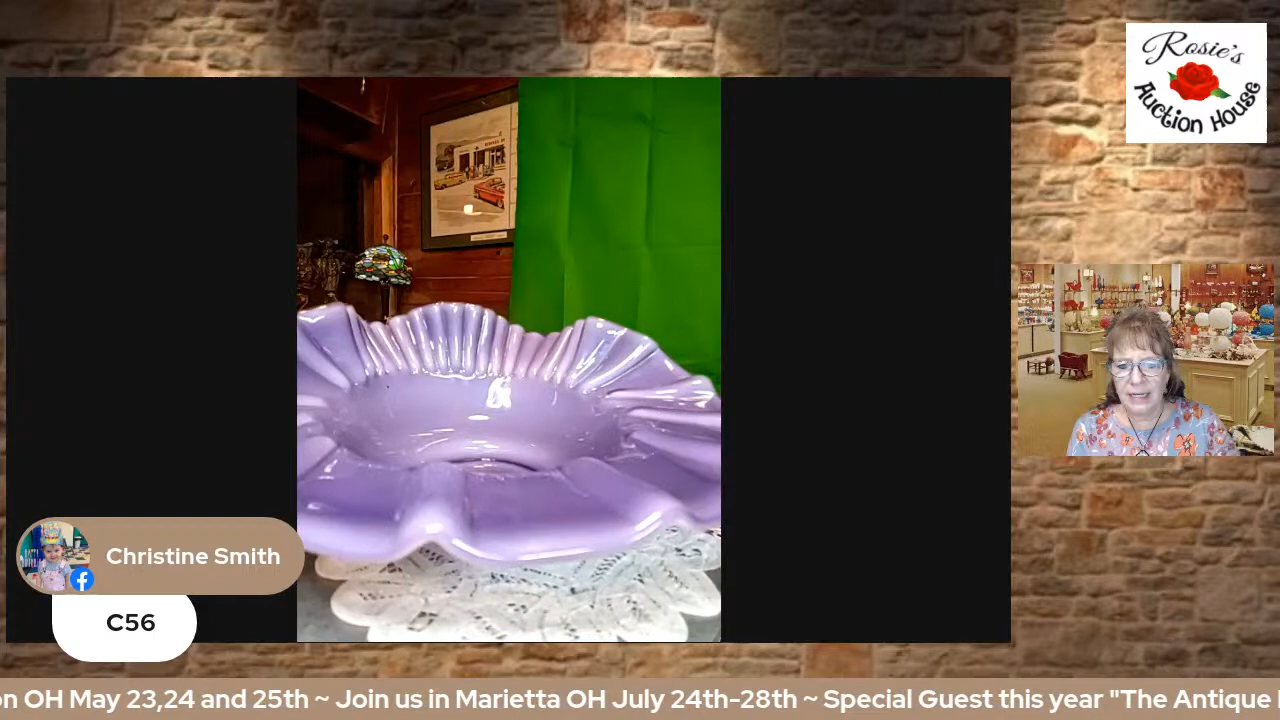 Rosie's
Auction House
Christine Smith
C56
on OH May 23,24 and 25th ~ Join us in Marietta OH July 24th-28th ~ Special Guest this year "The Antique